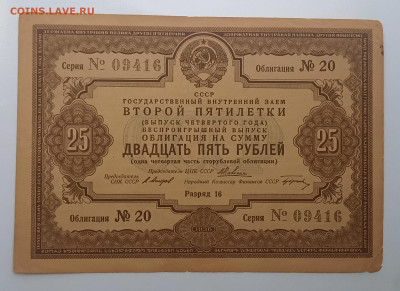 COINS.LAVE.RU
Серия № 09416 Облигация № 20
СССР
ГОСУДАРСТВЕННЫЙ ВНУТРЕННИЙ ЗАЕМ
ВТОРОЙ ПЯТИЛЕТКИ
(ВЫПУСК ЧЕТВЕРТОГО ГОДА)
БЕСПРОИГРЫШНЫЙ ВЫПУСК
ОБЛИГАЦИЯ НА СУММУ
25 ДВАДЦАТЬ ПЯТЬ РУБЛЕЙ 25
(одна четвертая часть сторублевой облигации)
Председатель СНК СССР
Председатель ЦИК СССР
Народный Комиссар Финансов СССР
Разряд 16
Облигация № 20 Серия № 09416
1936